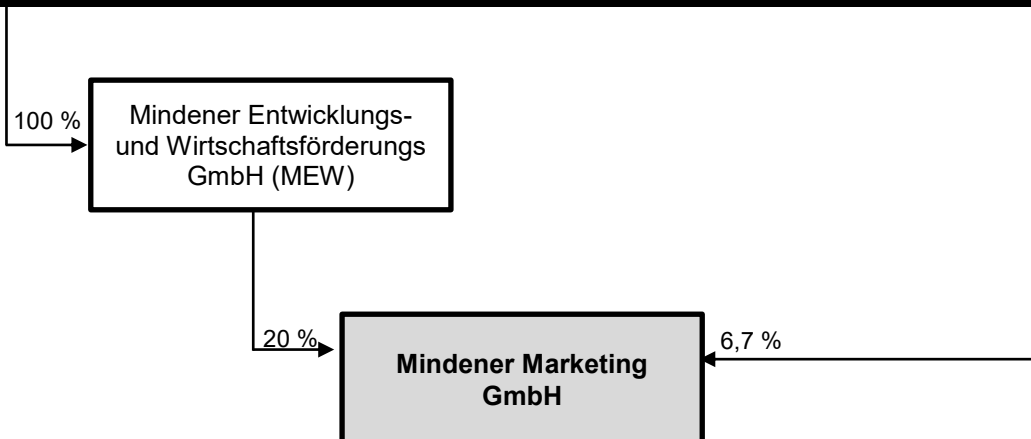 100 %
Mindener Entwicklungs-
und Wirtschaftsförderungs
GmbH (MEW)
20 %
Mindener Marketing
GmbH
6,7 %